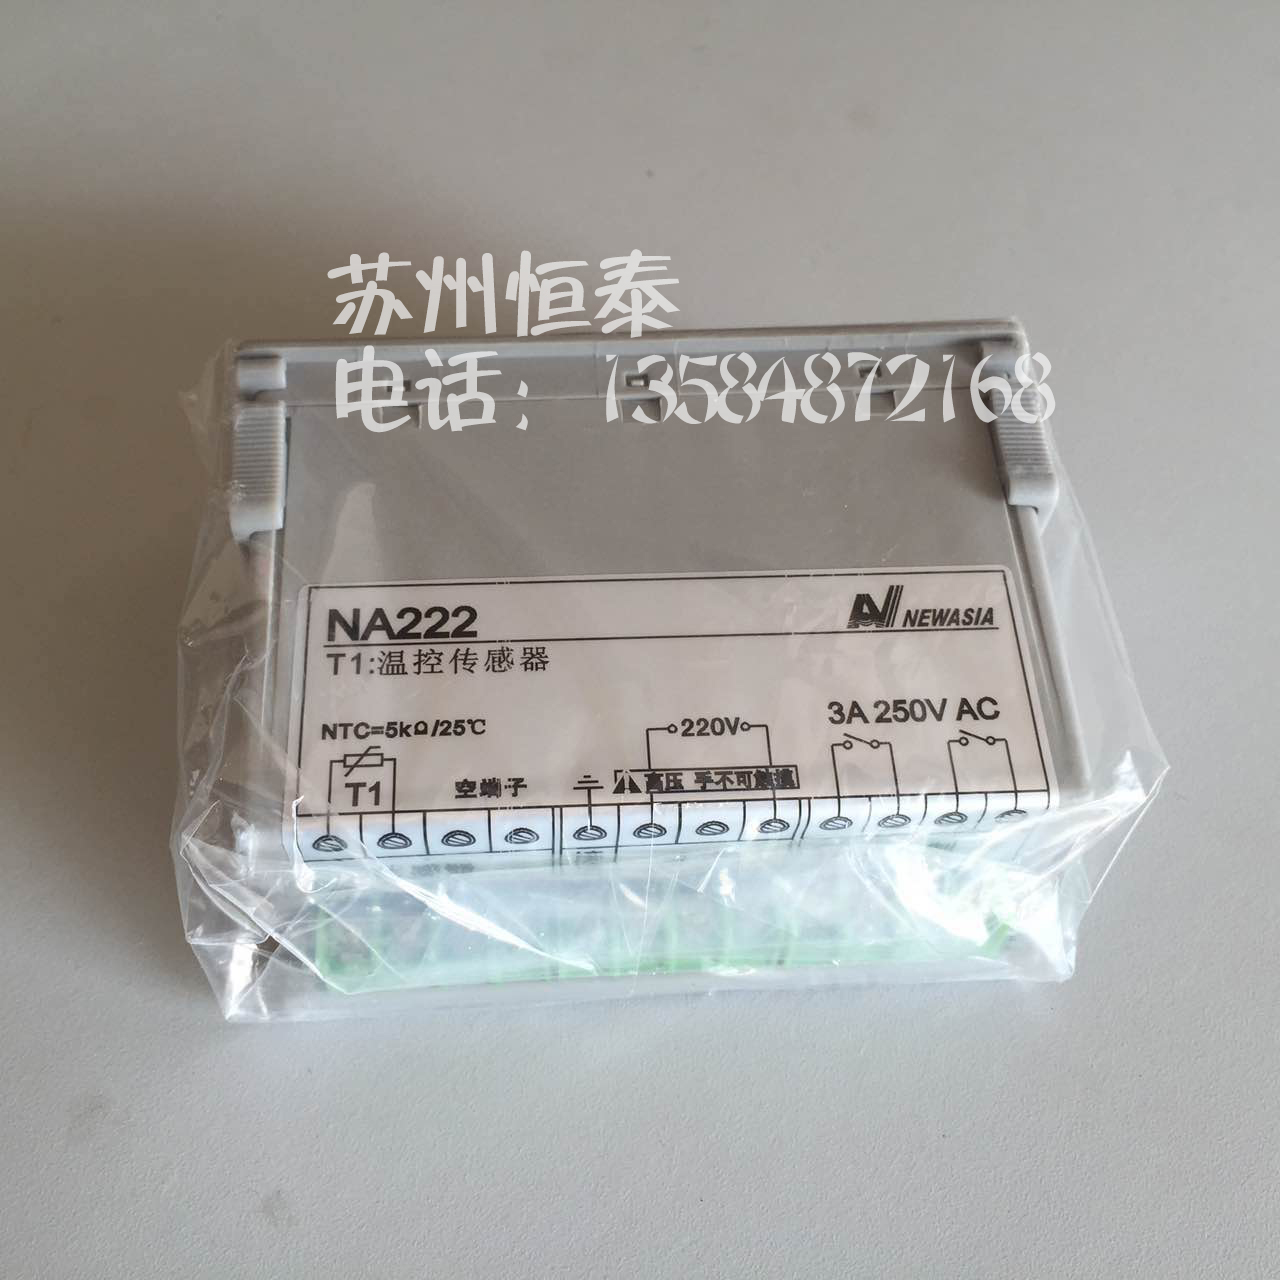 苏州恒泰
电话：13584872168
NA222
NEWASIA
T1:温控传感器
NTC=5kΩ/25℃
220V
3A 250V AC
T1
空端子
高压 手不可触摸